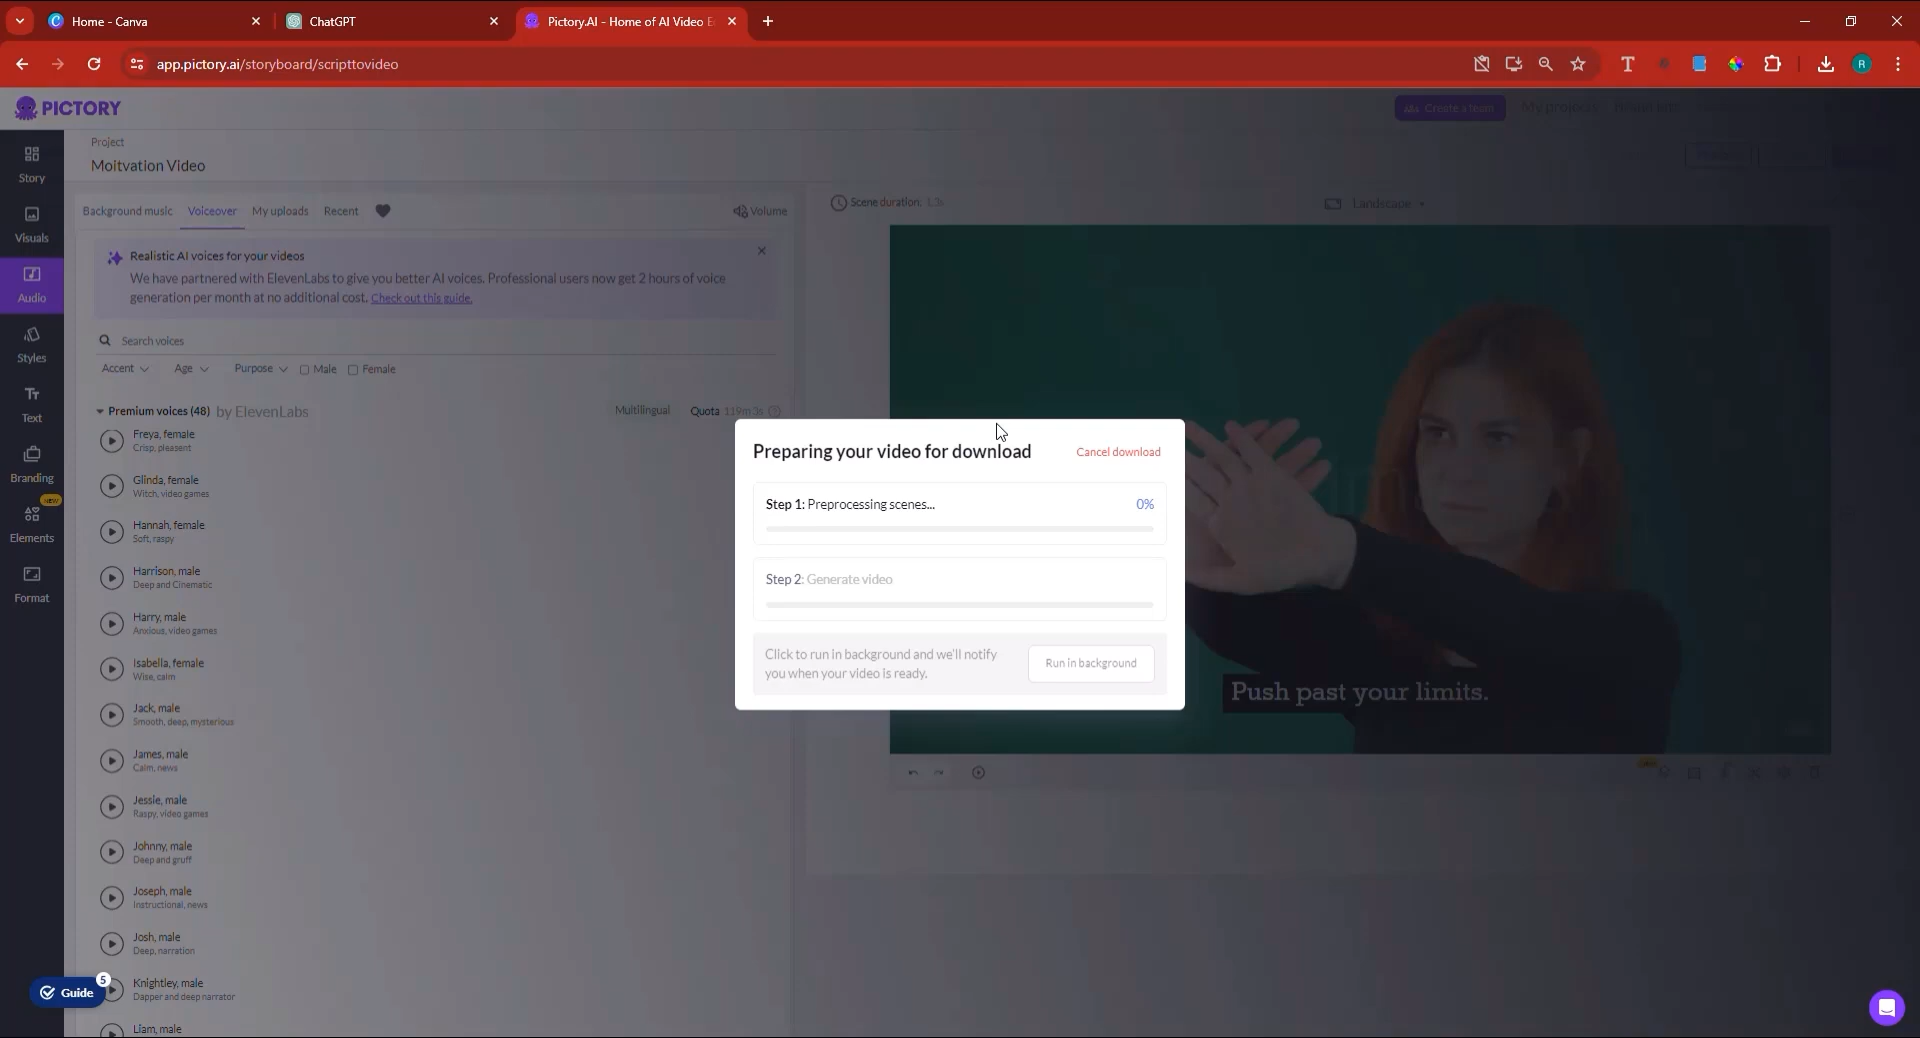 Home - Canva
ChatGPT
Pictory.AI - Home of AI Video E
app.pictory.ai/storyboard/scripttovideo
T
R
PICTORY
Create a team
My projects
Project
Moitvation Video
Story
Visuals
Audio
Styles
Text
Branding
NEW
Elements
Format
Background music
Voiceover
My uploads
Recent
Volume
Realistic AI voices for your videos
We have partnered with ElevenLabs to give you better AI voices. Professional users now get 2 hours of voice
generation per month at no additional cost. Check out this guide.
Search voices
Accent
Age
Purpose
Male
Female
Premium voices (48) by ElevenLabs
Multilingual
Quota 119m 3s
Freya, female
Crisp, pleasent
Glinda, female
Witch, video games
Hannah, female
Soft, raspy
Harrison, male
Deep and Cinematic
Harry, male
Anxious, video games
Isabella, female
Wise, calm
Jack, male
Smooth, deep, mysterious
James, male
Calm, news
Jessie, male
Raspy, video games
Johnny, male
Deep and gruff
Joseph, male
Instructional, news
Josh, male
Deep, narration
Knightley, male
Dapper and deep narrator
Liam, male
Guide
5
Scene duration:
Landscape
Preparing your video for download
Cancel download
Step 1: Preprocessing scenes...
0%
Step 2: Generate video
Click to run in background and we'll notify
you when your video is ready.
Run in background
Push past your limits.